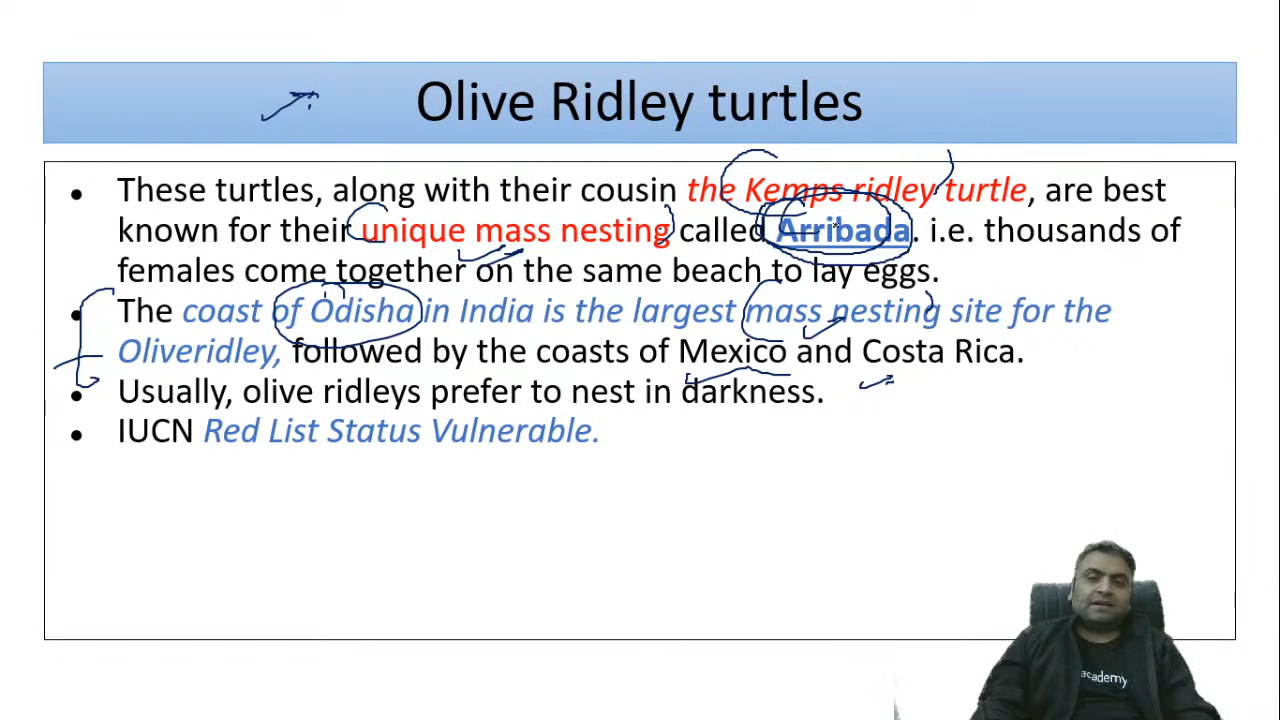 Olive Ridley turtles
• These turtles, along with their cousin the Kemps ridley turtle, are best
known for their unique mass nesting called Arribada. i.e. thousands of
females come together on the same beach to lay eggs.
• The coast of Odisha in India is the largest mass nesting site for the
Oliveridley, followed by the coasts of Mexico and Costa Rica.
• Usually, olive ridleys prefer to nest in darkness.
• IUCN Red List Status Vulnerable.
academy